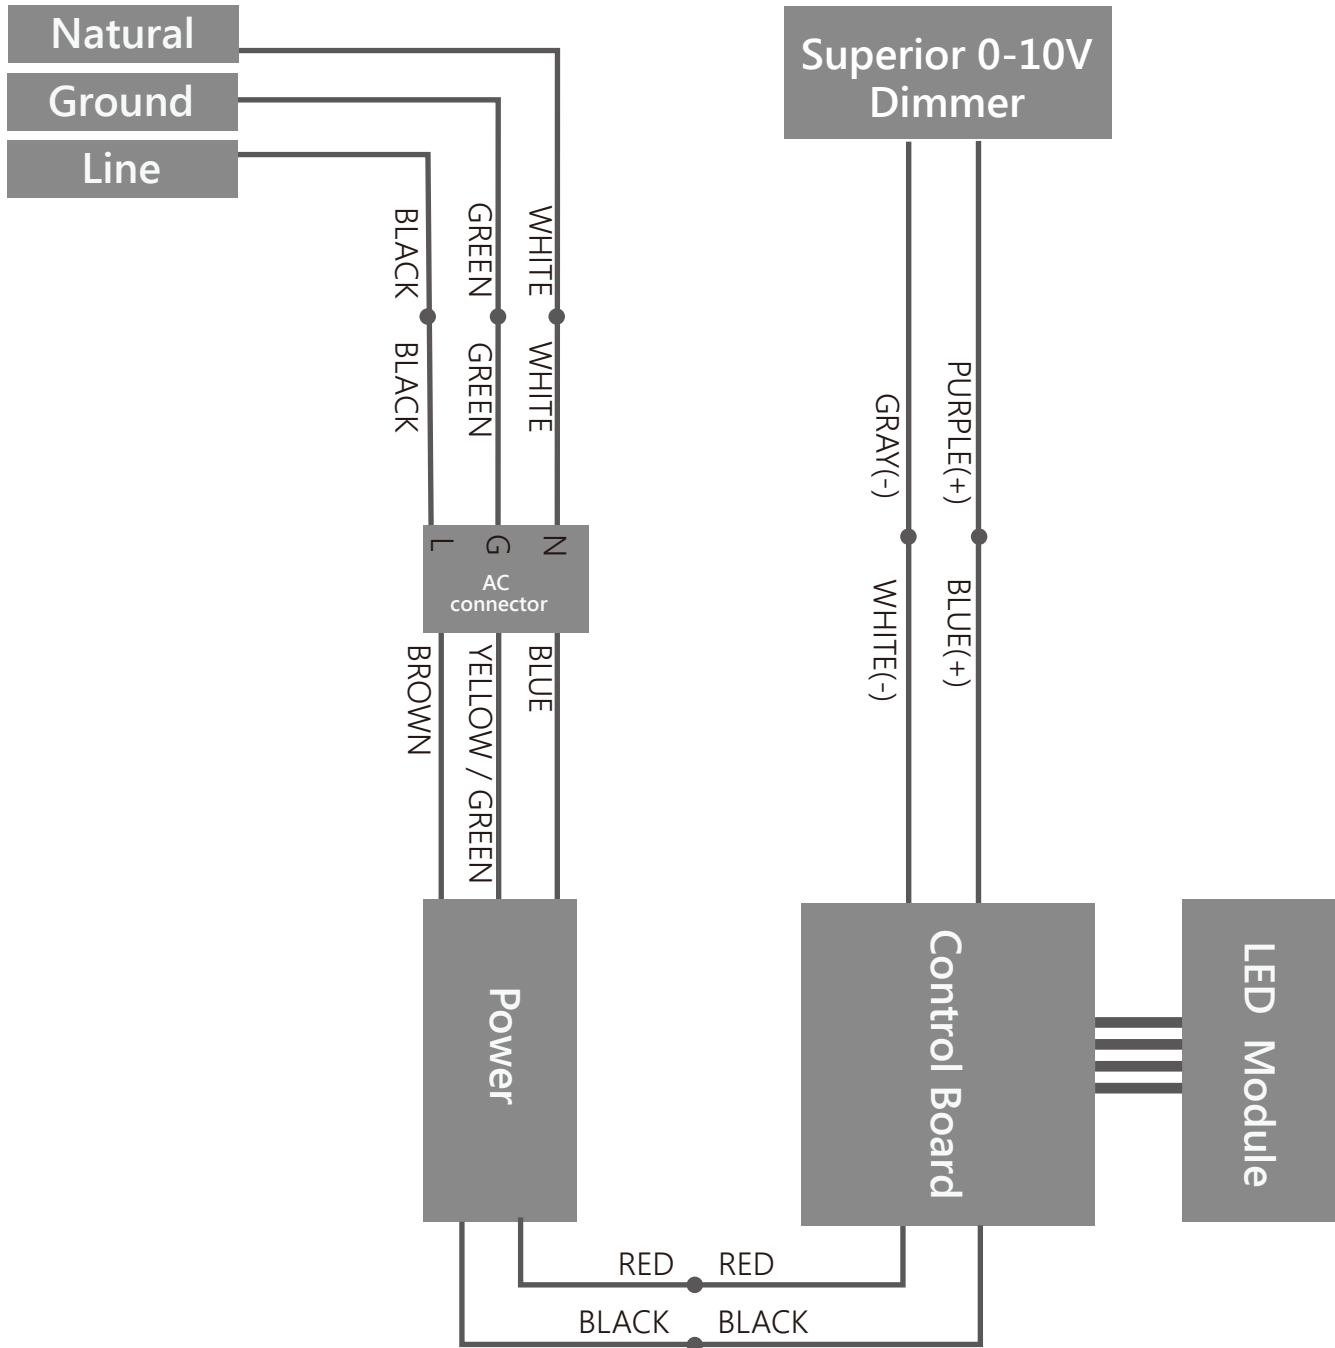 Natural
Ground
Line
Superior 0-10V
Dimmer
BLACK
GREEN
WHITE
BLACK
GREEN
WHITE
GRAY(-)
PURPLE(+)
L
G
N
AC
connector
WHITE(-)
BLUE(+)
BROWN
YELLOW / GREEN
BLUE
Power
Control Board
LED Module
RED
RED
BLACK
BLACK